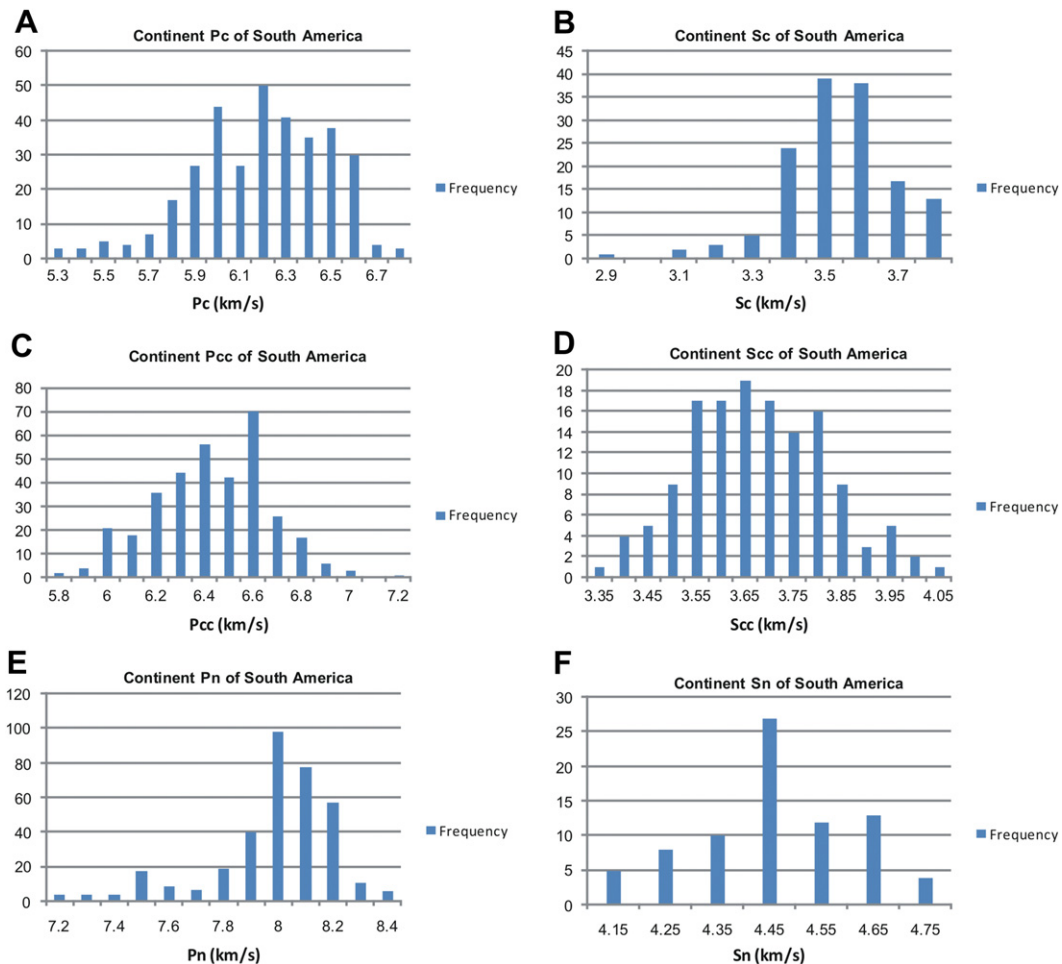 A
Continent Pc of South America
60
50
40
30
20
10
0
5.3 5.5 5.7 5.9 6.1 6.3 6.5 6.7
Pc (km/s)
Frequency
B
Continent Sc of South America
45
40
35
30
25
20
15
10
5
0
2.9 3.1 3.3 3.5 3.7
Sc (km/s)
Frequency
C
Continent Pcc of South America
80
70
60
50
40
30
20
10
0
5.8 6 6.2 6.4 6.6 6.8 7 7.2
Pcc (km/s)
Frequency
D
Continent Scc of South America
20
18
16
14
12
10
8
6
4
2
0
3.35 3.45 3.55 3.65 3.75 3.85 3.95 4.05
Scc (km/s)
Frequency
E
Continent Pn of South America
120
100
80
60
40
20
0
7.2 7.4 7.6 7.8 8 8.2 8.4
Pn (km/s)
Frequency
F
Continent Sn of South America
30
25
20
15
10
5
0
4.15 4.25 4.35 4.45 4.55 4.65 4.75
Sn (km/s)
Frequency